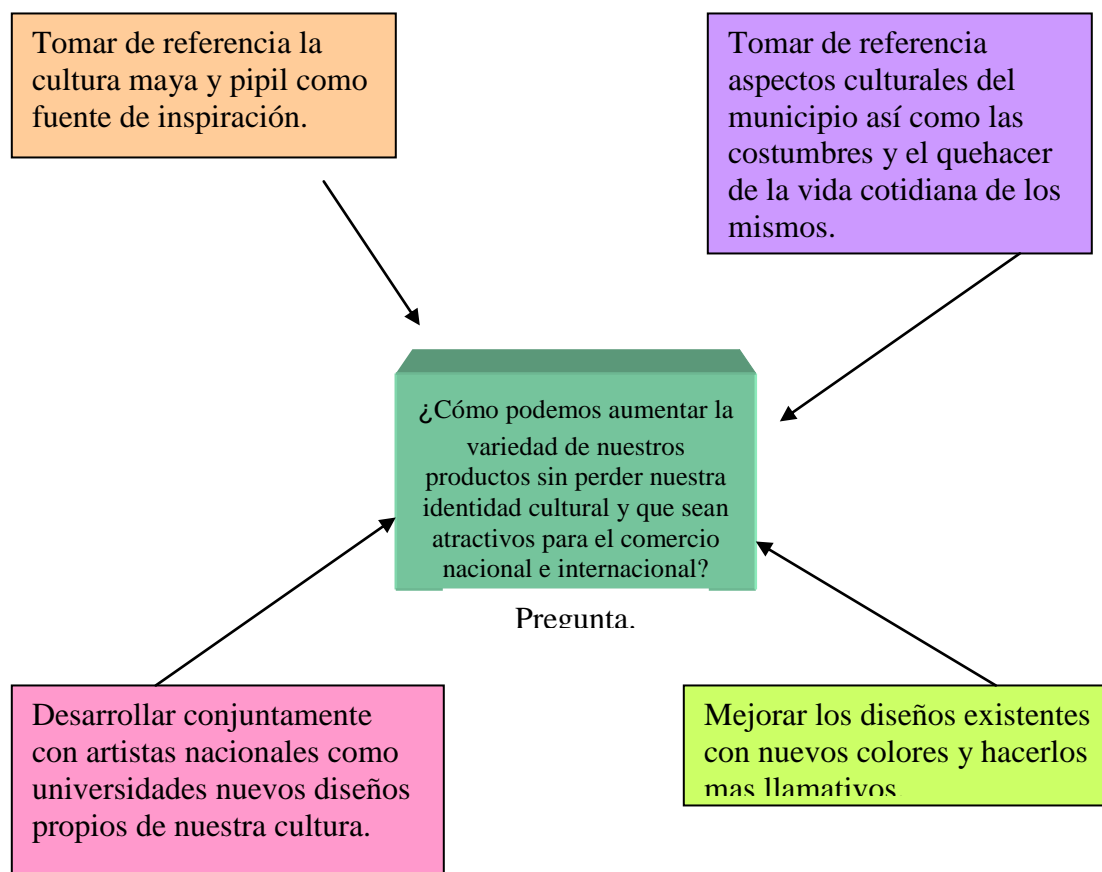 Tomar de referencia la
cultura maya y pipil como
fuente de inspiración.
Tomar de referencia
aspectos culturales del
municipio así como las
costumbres y el quehacer
de la vida cotidiana de los
mismos.
¿Cómo podemos aumentar la
variedad de nuestros
productos sin perder nuestra
identidad cultural y que sean
atractivos para el comercio
nacional e internacional?
Pregunta.
Desarrollar conjuntamente
con artistas nacionales como
universidades nuevos diseños
propios de nuestra cultura.
Mejorar los diseños existentes
con nuevos colores y hacerlos
mas llamativos.